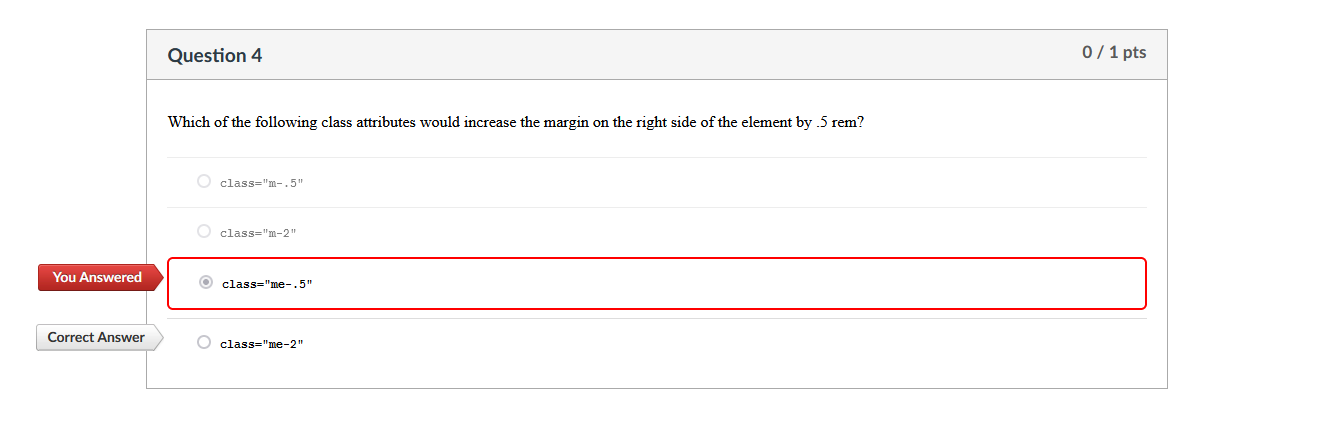 Question 4
0 / 1 pts
Which of the following class attributes would increase the margin on the right side of the element by .5 rem?
class="m-.5"
class="m-2"
You Answered
class="me-.5"
Correct Answer
class="me-2"